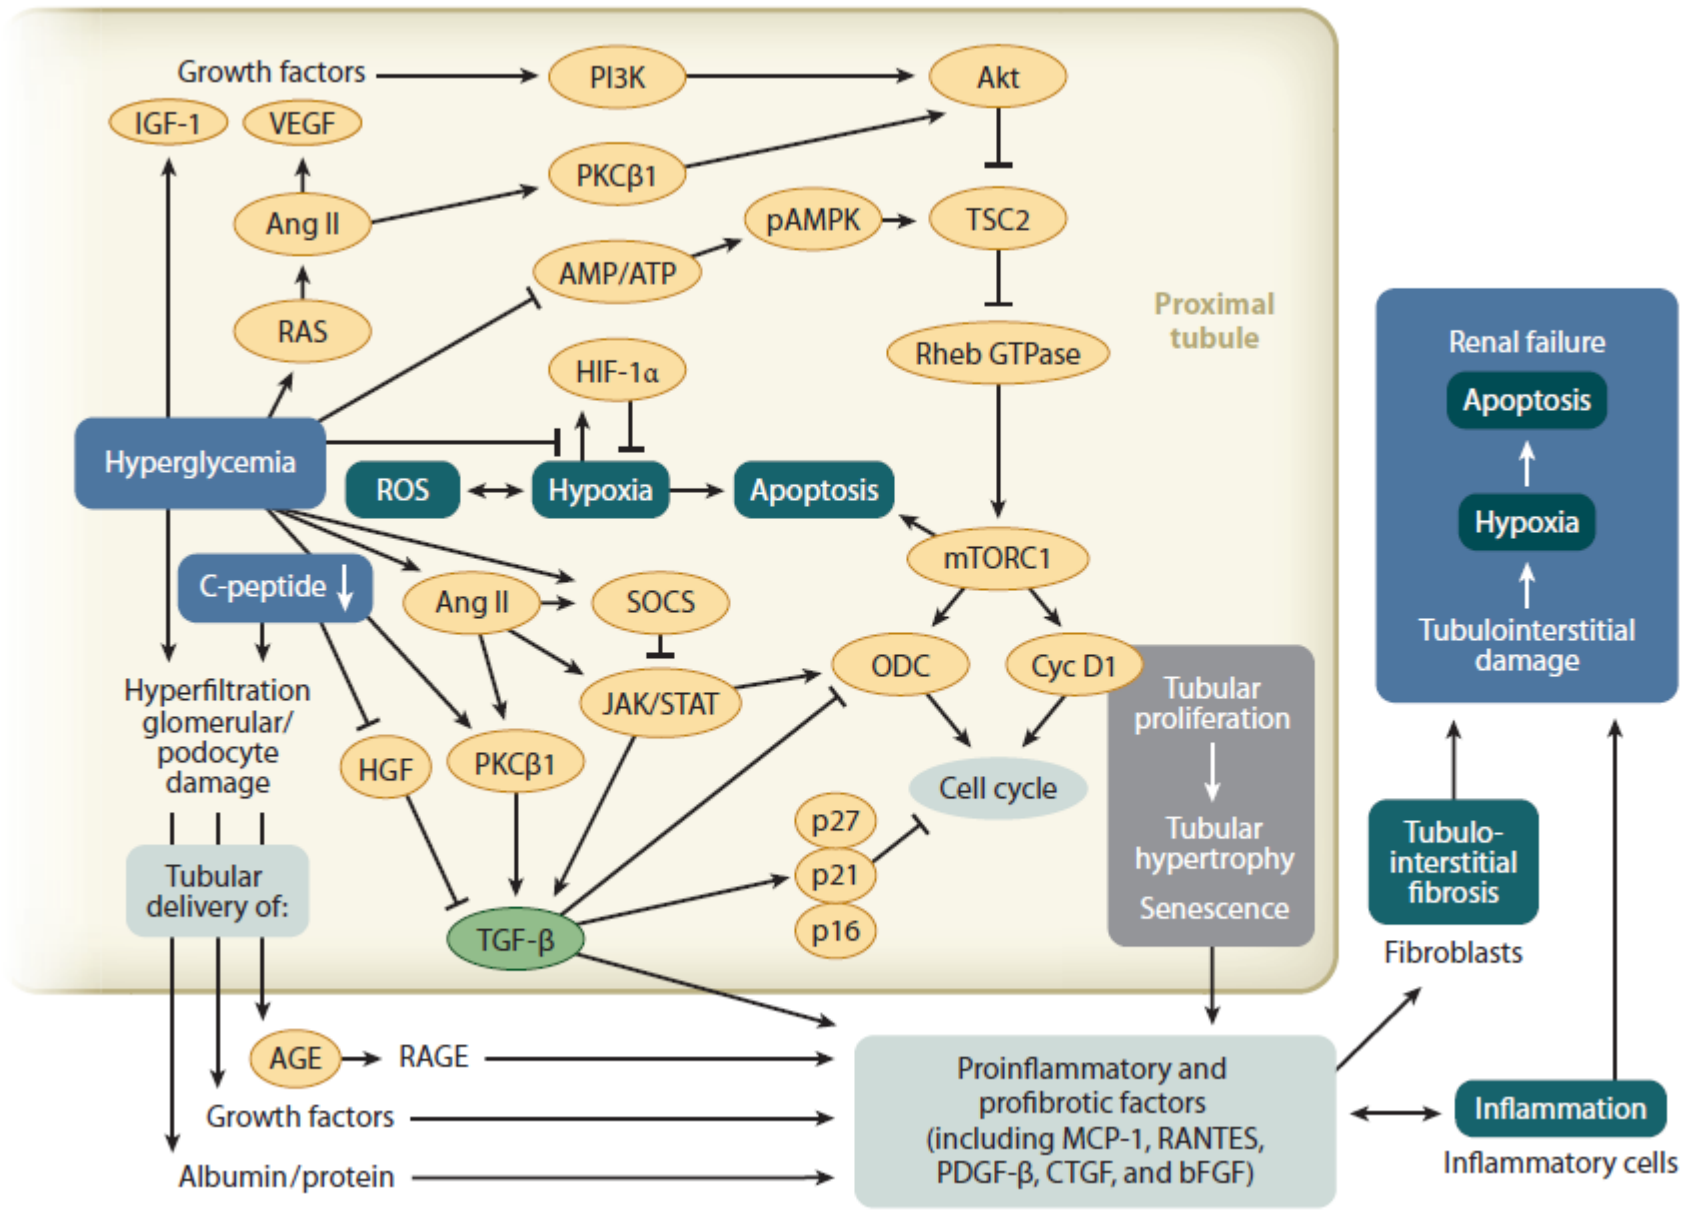 Growth factors
PI3K
Akt
IGF-1
VEGF
PKCβ1
Ang II
pAMPK
TSC2
AMP/ATP
RAS
Proximal
tubule
HIF-1α
Rheb GTPase
Hyperglycemia
ROS
Hypoxia
Apoptosis
mTORC1
C-peptide
Ang II
SOCS
ODC
Cyc D1
JAK/STAT
Hyperfiltration
glomerular/
podocyte
damage
HGF
PKCβ1
Cell cycle
Tubular
proliferation
Tubular
hypertrophy
Senescence
p27
p21
p16
Tubular
delivery of:
TGF-β
AGE
RAGE
Growth factors
Albumin/protein
Proinflammatory and
profibrotic factors
(including MCP-1, RANTES,
PDGF-β, CTGF, and bFGF)
Renal failure
Apoptosis
Hypoxia
Tubulointerstitial
damage
Tubulo-
interstitial
fibrosis
Fibroblasts
Inflammation
Inflammatory cells